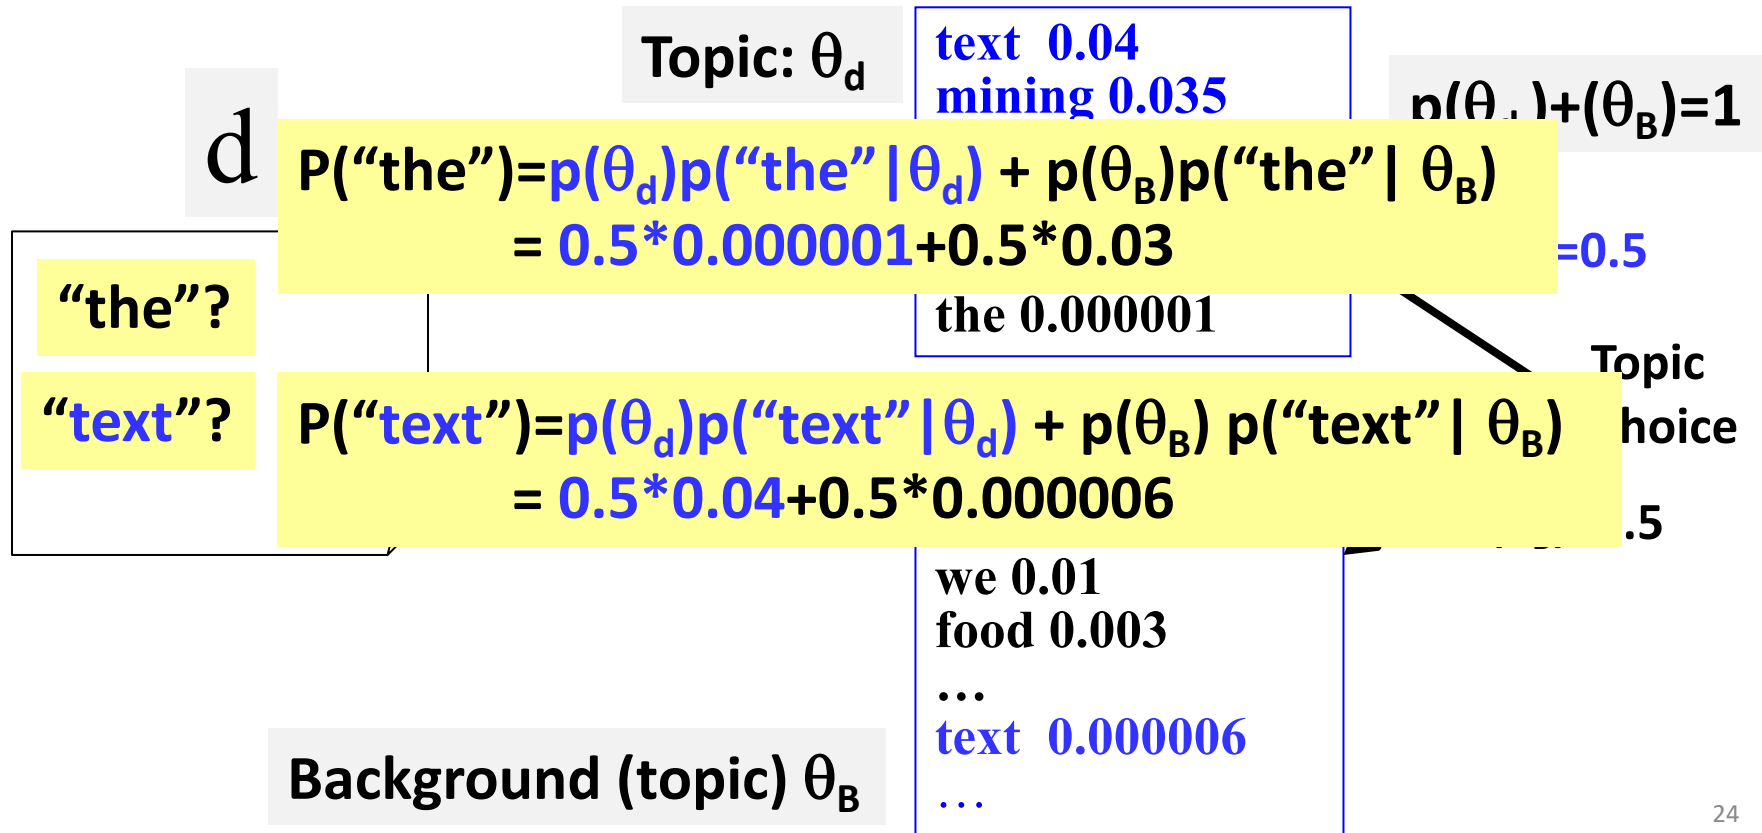 Topic: θd
text 0.04
mining 0.035
d
p(θd)+(θB)=1
P(“the”)=p(θd)p(“the”|θd) + p(θB)p(“the”| θB)
= 0.5*0.000001+0.5*0.03
=0.5
“the”?
the 0.000001
Topic
hoice
“text”?
P(“text”)=p(θd)p(“text”|θd) + p(θB) p(“text”| θB)
= 0.5*0.04+0.5*0.000006
.5
we 0.01
food 0.003
…
text 0.000006
…
Background (topic) θB
24